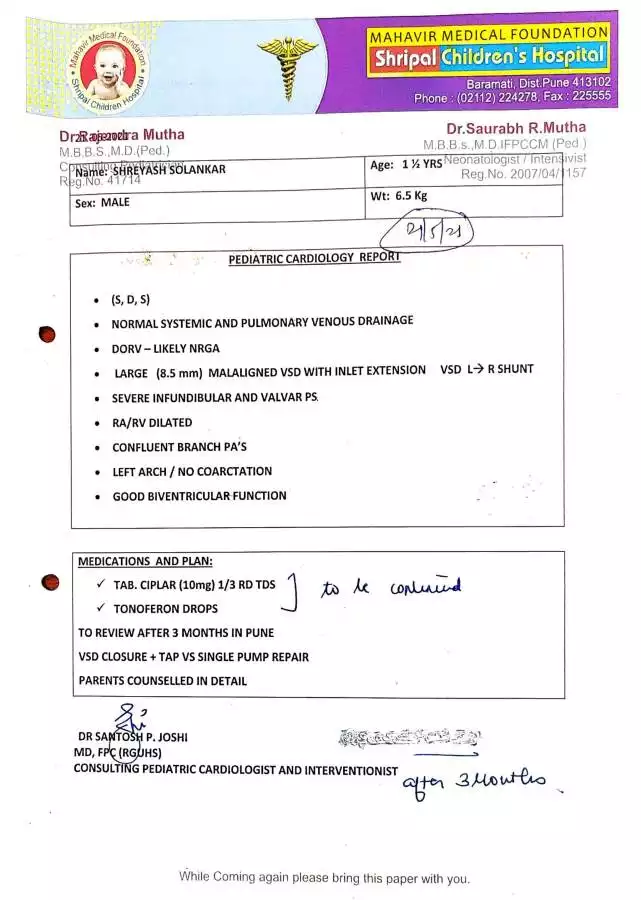 Mahavir Medical Foundation
Shripal Children Hospital
MAHAVIR MEDICAL FOUNDATION
Shripal Children's Hospital
Baramati, Dist.Pune 413102
Phone : (02112) 224278, Fax : 225555
Dr.Rajendra Mutha
M.B.B.S.,M.D.(Ped.)
Consulting Pediatrician
Reg.No. 41714
Dr.Saurabh R.Mutha
M.B.B.s.,M.D.IFPCCM (Ped )
Neonatologist / Intensivist
Reg.No. 2007/04/1157
Name: SHREYASH SOLANKAR
Age: 1 ½ YRS
Sex: MALE
Wt: 6.5 Kg
21/5/21
PEDIATRIC CARDIOLOGY REPORT
• (S, D, S)
• NORMAL SYSTEMIC AND PULMONARY VENOUS DRAINAGE
• DORV – LIKELY NRGA
• LARGE (8.5 mm) MALALIGNED VSD WITH INLET EXTENSION VSD L→ R SHUNT
• SEVERE INFUNDIBULAR AND VALVAR PS.
• RA/RV DILATED
• CONFLUENT BRANCH PA'S
• LEFT ARCH / NO COARCTATION
• GOOD BIVENTRICULAR FUNCTION
MEDICATIONS AND PLAN:
✓ TAB. CIPLAR (10mg) 1/3 RD TDS
✓ TONOFERON DROPS
to be continued
TO REVIEW AFTER 3 MONTHS IN PUNE
VSD CLOSURE + TAP VS SINGLE PUMP REPAIR
PARENTS COUNSELLED IN DETAIL
DR SANTOSH P. JOSHI
MD, FPC (RGUHS)
CONSULTING PEDIATRIC CARDIOLOGIST AND INTERVENTIONIST
after 3 Months
While Coming again please bring this paper with you.